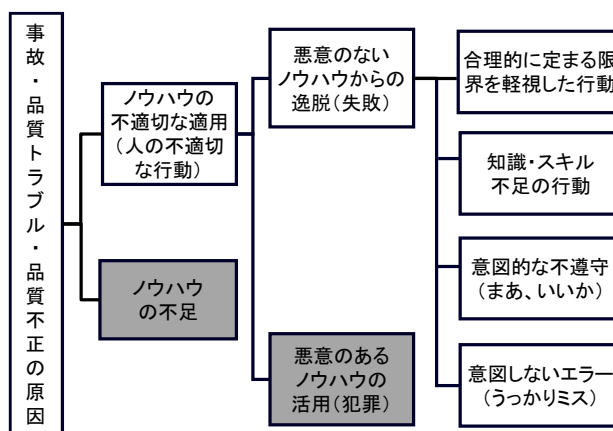 事故・品質トラブル・品質不正の原因
ノウハウの
不適切な適用
(人の不適切
な行動)
ノウハウ
の不足
悪意のない
ノウハウからの
逸脱(失敗)
悪意のある
ノウハウの
活用(犯罪)
合理的に定まる限
界を軽視した行動
知識・スキル
不足の行動
意図的な不遵守
(まあ、いいか)
意図しないエラー
(うっかりミス)